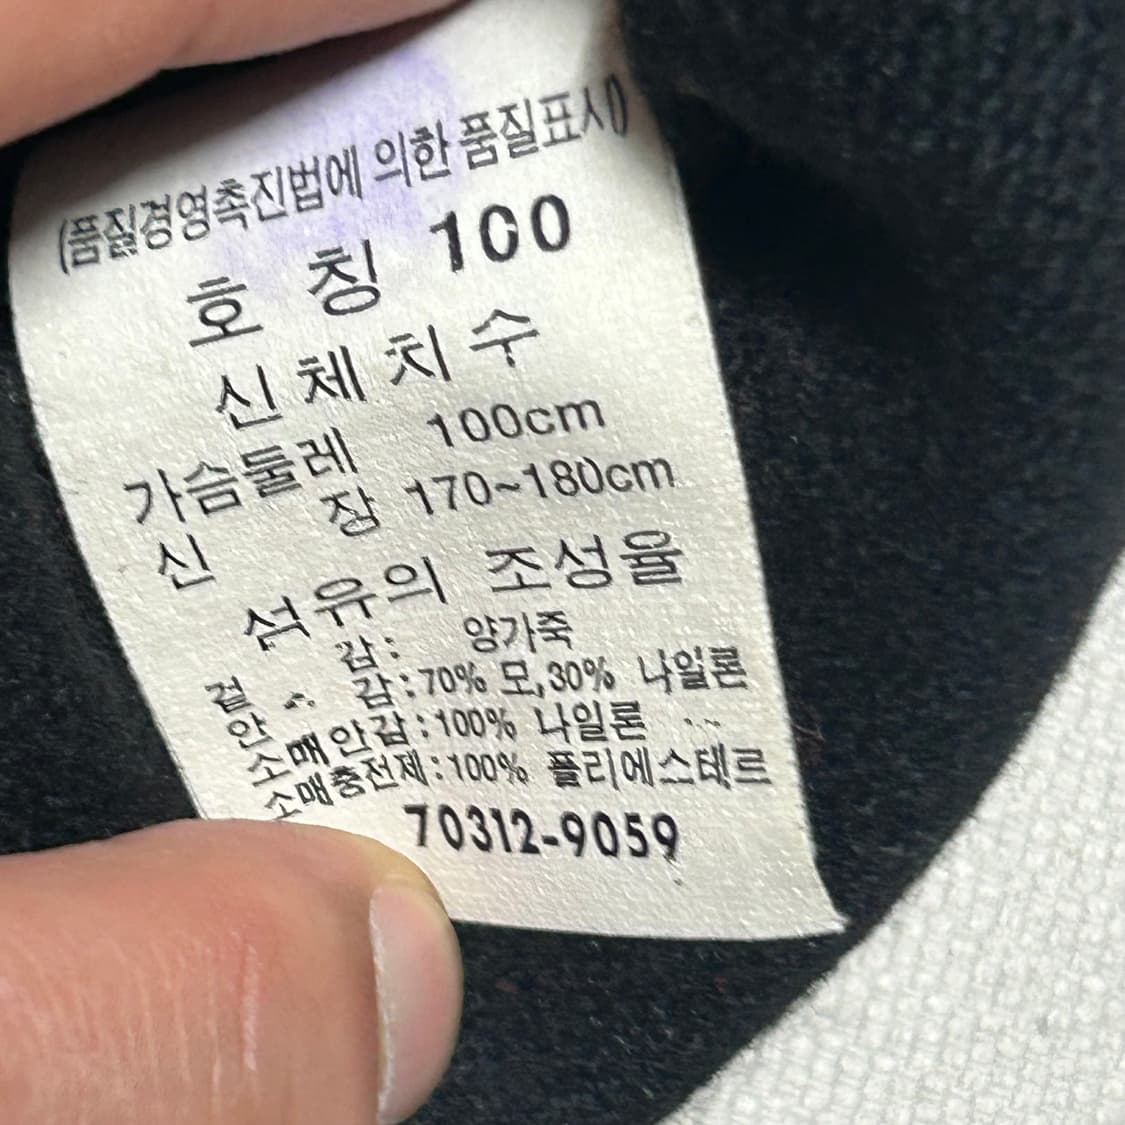 (품질경영촉진법에 의한 품질표시)
호 칭 100
신체치수
가슴둘레 100cm
신 장 170~180cm
섬유의 조성율
겉 감: 양가죽
안 감:70% 모,30% 나일론
소매안감:100% 나일론
소매충전제:100% 폴리에스테르
70312-9059